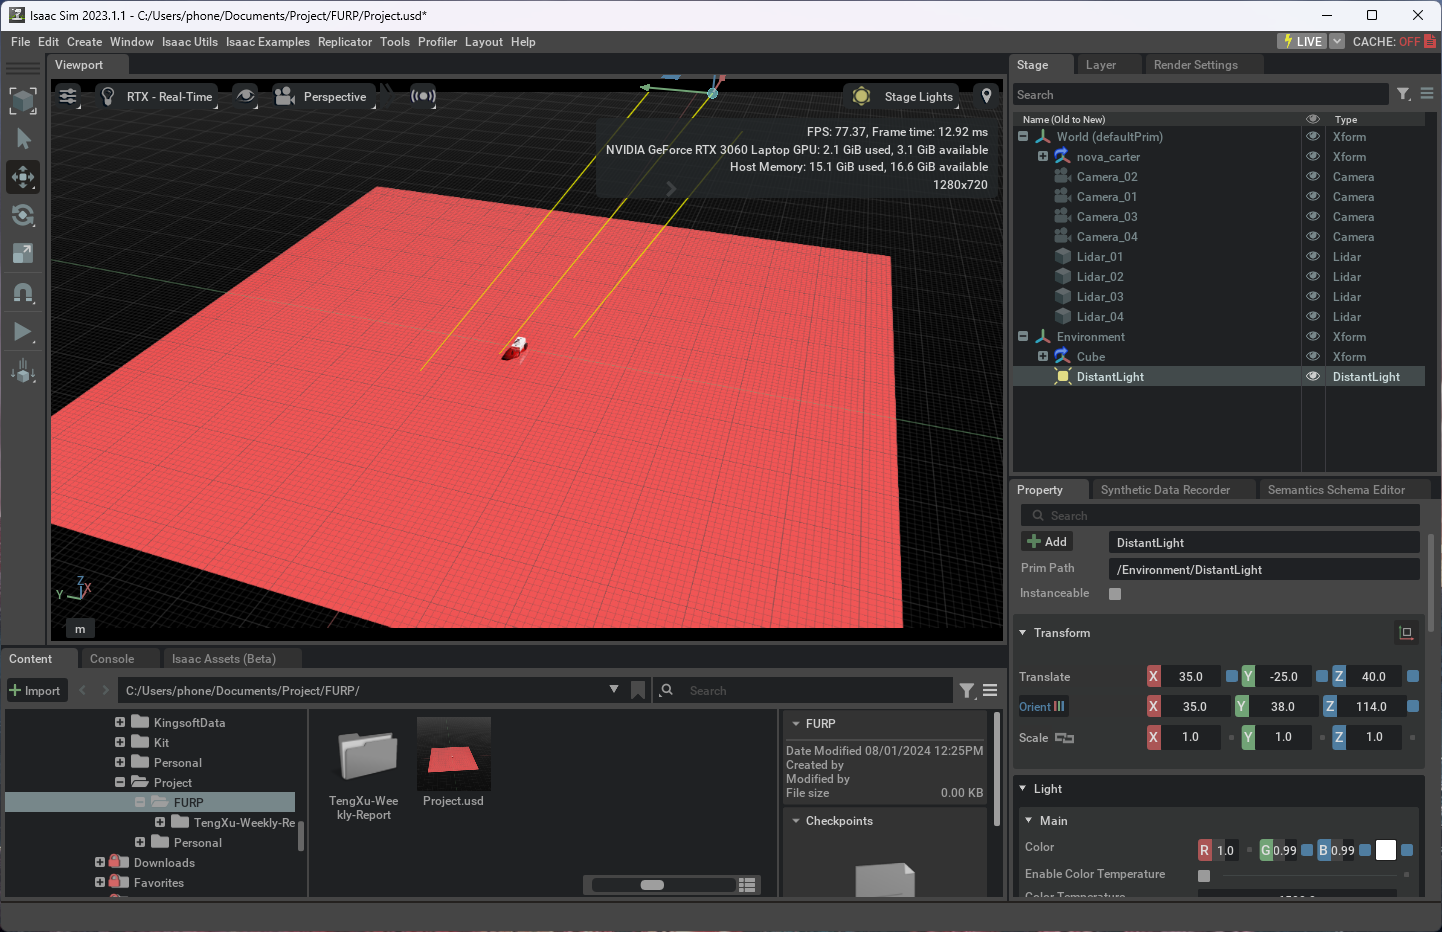 Isaac Sim 2023.1.1 - C:/Users/phone/Documents/Project/FURP/Project.usd*
File Edit Create Window Isaac Utils Isaac Examples Replicator Tools Profiler Layout Help
LIVE
CACHE: OFF
Viewport
RTX - Real-Time
Perspective
Stage Lights
FPS: 77.37, Frame time: 12.92 ms
NVIDIA GeForce RTX 3060 Laptop GPU: 2.1 GiB used, 3.1 GiB available
Host Memory: 15.1 GiB used, 16.6 GiB available
1280x720
Z
X
Y
m
Stage Layer Render Settings
Search
Name (Old to New) Type
World (defaultPrim) Xform
nova_carter Xform
Camera_02 Camera
Camera_01 Camera
Camera_03 Camera
Camera_04 Camera
Lidar_01 Lidar
Lidar_02 Lidar
Lidar_03 Lidar
Lidar_04 Lidar
Environment Xform
Cube Xform
DistantLight DistantLight
Property Synthetic Data Recorder Semantics Schema Editor
Search
Add DistantLight
Prim Path /Environment/DistantLight
Instanceable
Transform
Translate X 35.0 Y -25.0 Z 40.0
Orient X 35.0 Y 38.0 Z 114.0
Scale X 1.0 Y 1.0 Z 1.0
Light
Main
Color R 1.0 G 0.99 B 0.99
Enable Color Temperature
Color Temperature
Content Console Isaac Assets (Beta)
Import
C:/Users/phone/Documents/Project/FURP/
Search
KingsoftData
Kit
Personal
Project
FURP
TengXu-Weekly-Re
Personal
Downloads
Favorites
TengXu-Wee
kly-Report
Project.usd
FURP
Date Modified 08/01/2024 12:25PM
Created by
Modified by
File size 0.00 KB
Checkpoints